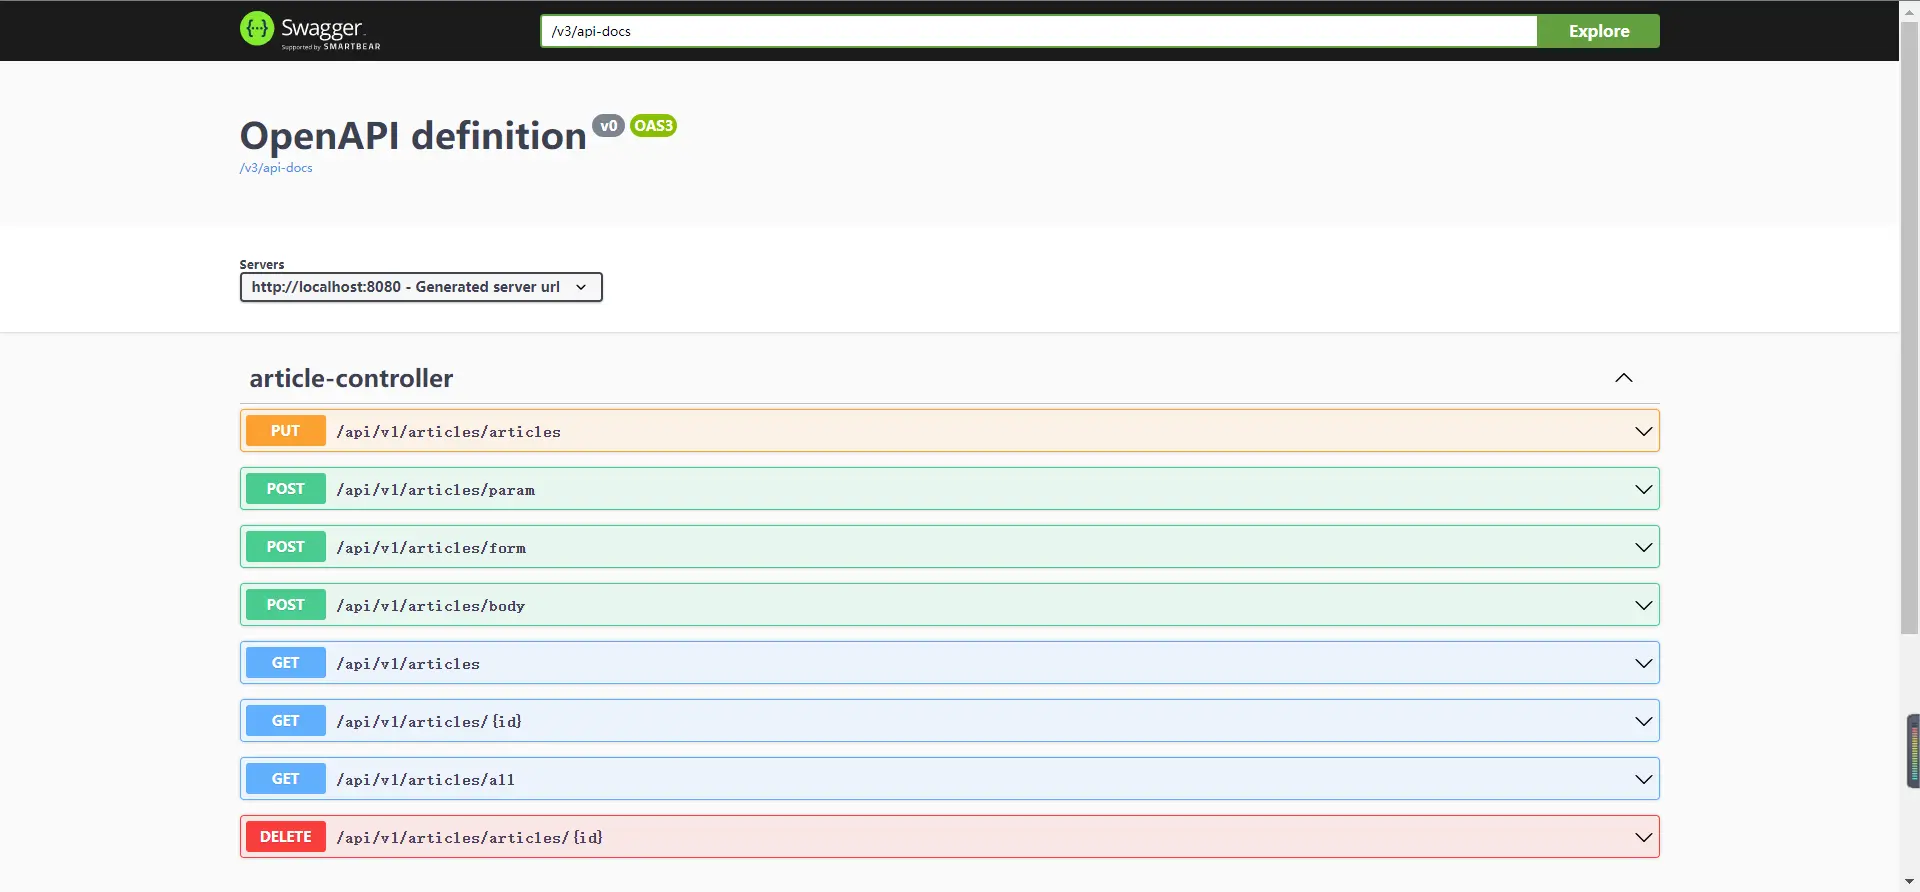 Swagger
Supported by SMARTBEAR
/v3/api-docs
Explore
OpenAPI definition v0 OAS3
/v3/api-docs
Servers
http://localhost:8080 - Generated server url
article-controller
PUT /api/v1/articles/articles
POST /api/v1/articles/param
POST /api/v1/articles/form
POST /api/v1/articles/body
GET /api/v1/articles
GET /api/v1/articles/{id}
GET /api/v1/articles/all
DELETE /api/v1/articles/articles/{id}